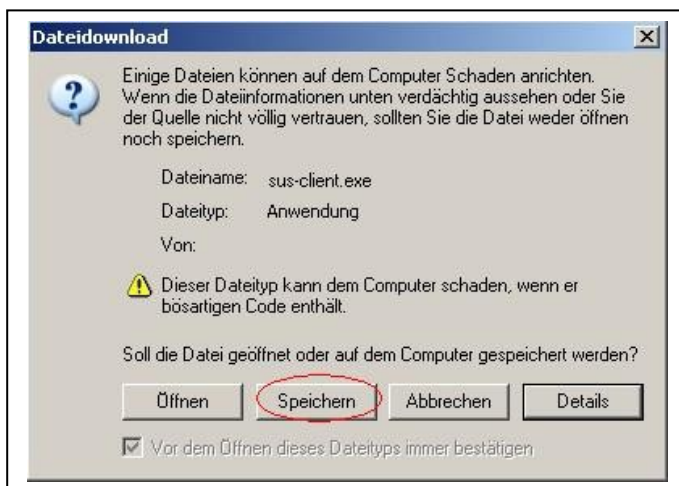 Dateidownload
Einige Dateien können auf dem Computer Schaden anrichten.
Wenn die Dateiinformationen unten verdächtig aussehen oder Sie
der Quelle nicht völlig vertrauen, sollten Sie die Datei weder öffnen
noch speichern.
Dateiname: sus-client.exe
Dateityp: Anwendung
Von:
Dieser Dateityp kann dem Computer schaden, wenn er
bösartigen Code enthält.
Soll die Datei geöffnet oder auf dem Computer gespeichert werden?
Öffnen Speichern Abbrechen Details
Vor dem Öffnen dieses Dateityps immer bestätigen